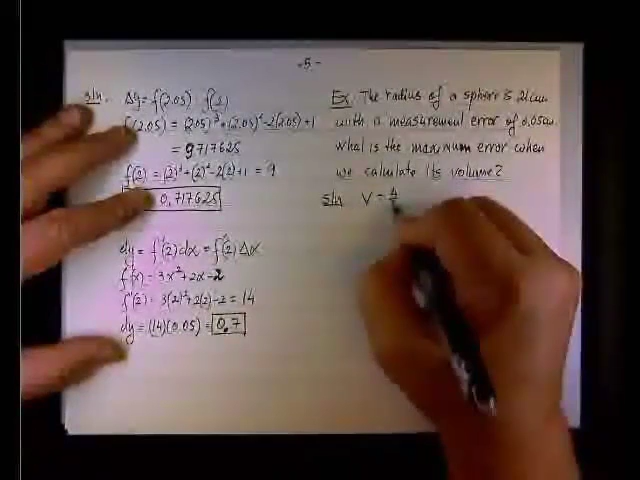 -5-
sln. Δy=f(2.05) f(2)
f(2.05) = (2.05)³+(2.05)²-2(2.05)+1
= 9.717625
f(2) = (2)³+(2)²-2(2)+1 = 9
0.717625
dy = f'(2)dx = f'(2) Δx
f'(x) = 3x²+2x-2
f'(2) = 3(2)²+2(2)-2 = 14
dy = (14)(0.05) = 0.7
Ex. The radius of a sphere is 21cm
with a measurement error of 0.05cm.
What is the maximum error when
we calculate its volume?
sln V = 4